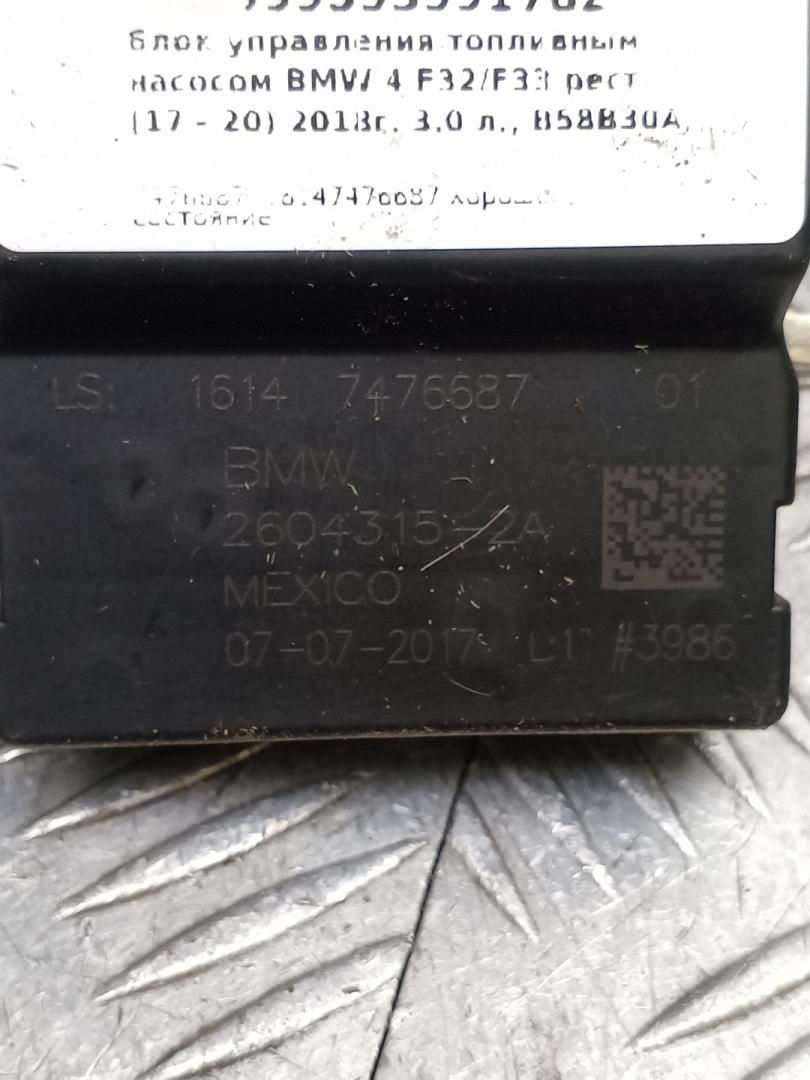 блок управления топливным
насосом BMW 4 F32/F33 рест
(17 - 20) 2018г. 3.0 л., B58B30A,
состояние
LS: 1614 7476687 01
BMW
2604315-2A
MEXICO
07-07-2017 L1 #3986